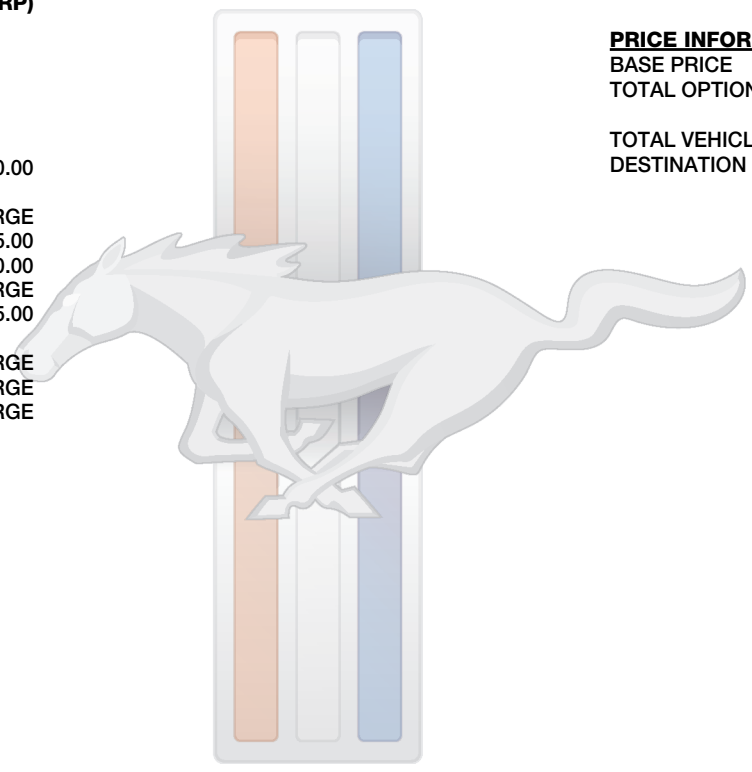 RP)
0.00
RGE
5.00
0.00
RGE
5.00
RGE
RGE
RGE
PRICE INFOR
BASE PRICE
TOTAL OPTION
TOTAL VEHICL
DESTINATION